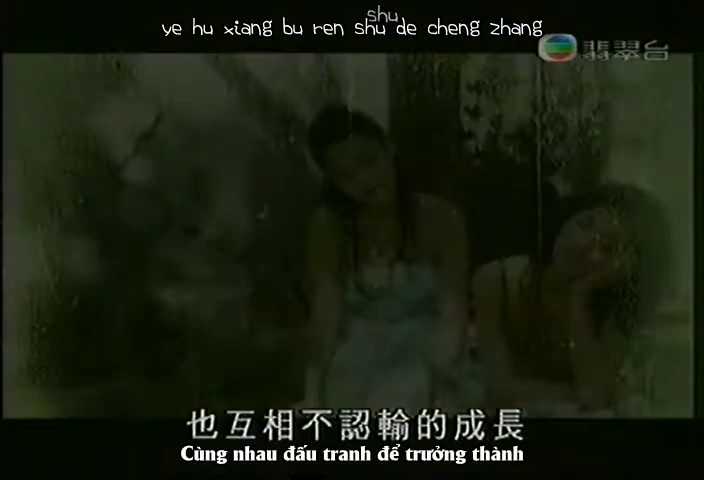 shu
ye hu xiang bu ren shu de cheng zhang
翡翠台
也互相不認輸的成長
Cùng nhau đấu tranh để trưởng thành